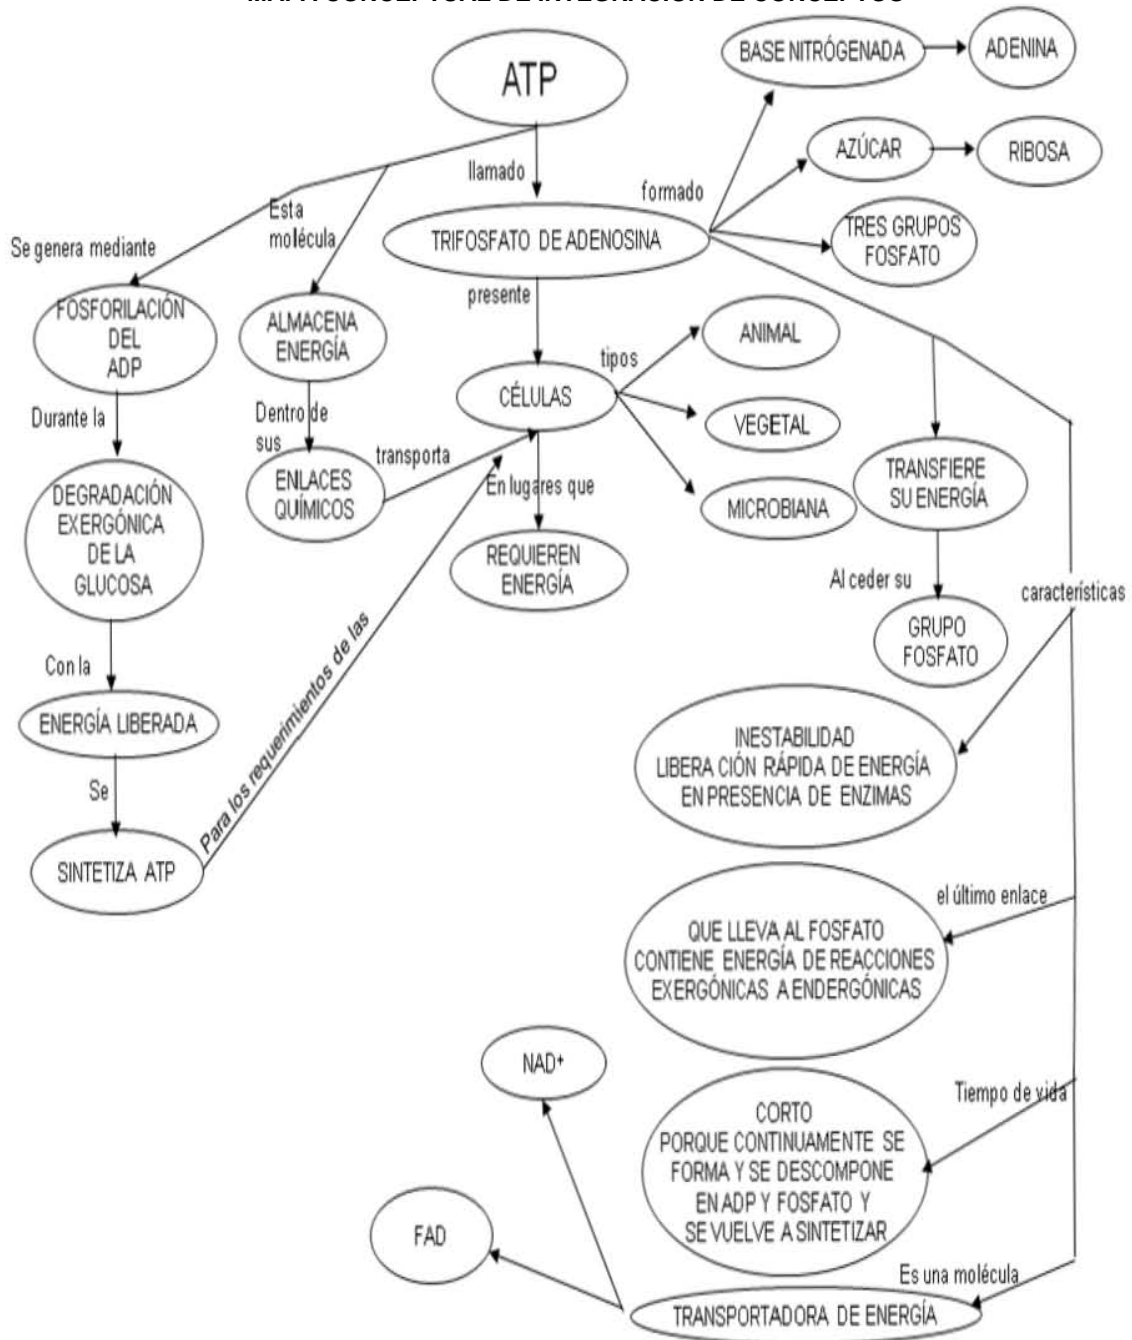 MAPA CONCEPTUAL DE INTEGRACIÓN DE CONCEPTOS
ATP
BASE NITRÓGENADA
ADENINA
AZÚCAR
RIBOSA
llamado
formado
TRIFOSFATO DE ADENOSINA
TRES GRUPOS
FOSFATO
Esta
molécula
Se genera mediante
FOSFORILACIÓN
DEL
ADP
ALMACENA
ENERGÍA
presente
CÉLULAS
tipos
ANIMAL
VEGETAL
MICROBIANA
Durante la
Dentro de
sus
ENLACES
QUÍMICOS
transporta
En lugares que
REQUIEREN
ENERGÍA
TRANSFIERE
SU ENERGÍA
Al ceder su
GRUPO
FOSFATO
características
DEGRADACIÓN
EXERGÓNICA
DE LA
GLUCOSA
Con la
ENERGÍA LIBERADA
Se
SINTETIZA ATP
Para los requerimientos de las
INESTABILIDAD
LIBERA CIÓN RÁPIDA DE ENERGÍA
EN PRESENCIA DE ENZIMAS
el último enlace
QUE LLEVA AL FOSFATO
CONTIENE ENERGÍA DE REACCIONES
EXERGÓNICAS A ENDERGÓNICAS
Tiempo de vida
CORTO
PORQUE CONTINUAMENTE SE
FORMA Y SE DESCOMPONE
EN ADP Y FOSFATO Y
SE VUELVE A SINTETIZAR
Es una molécula
TRANSPORTADORA DE ENERGÍA
NAD+
FAD